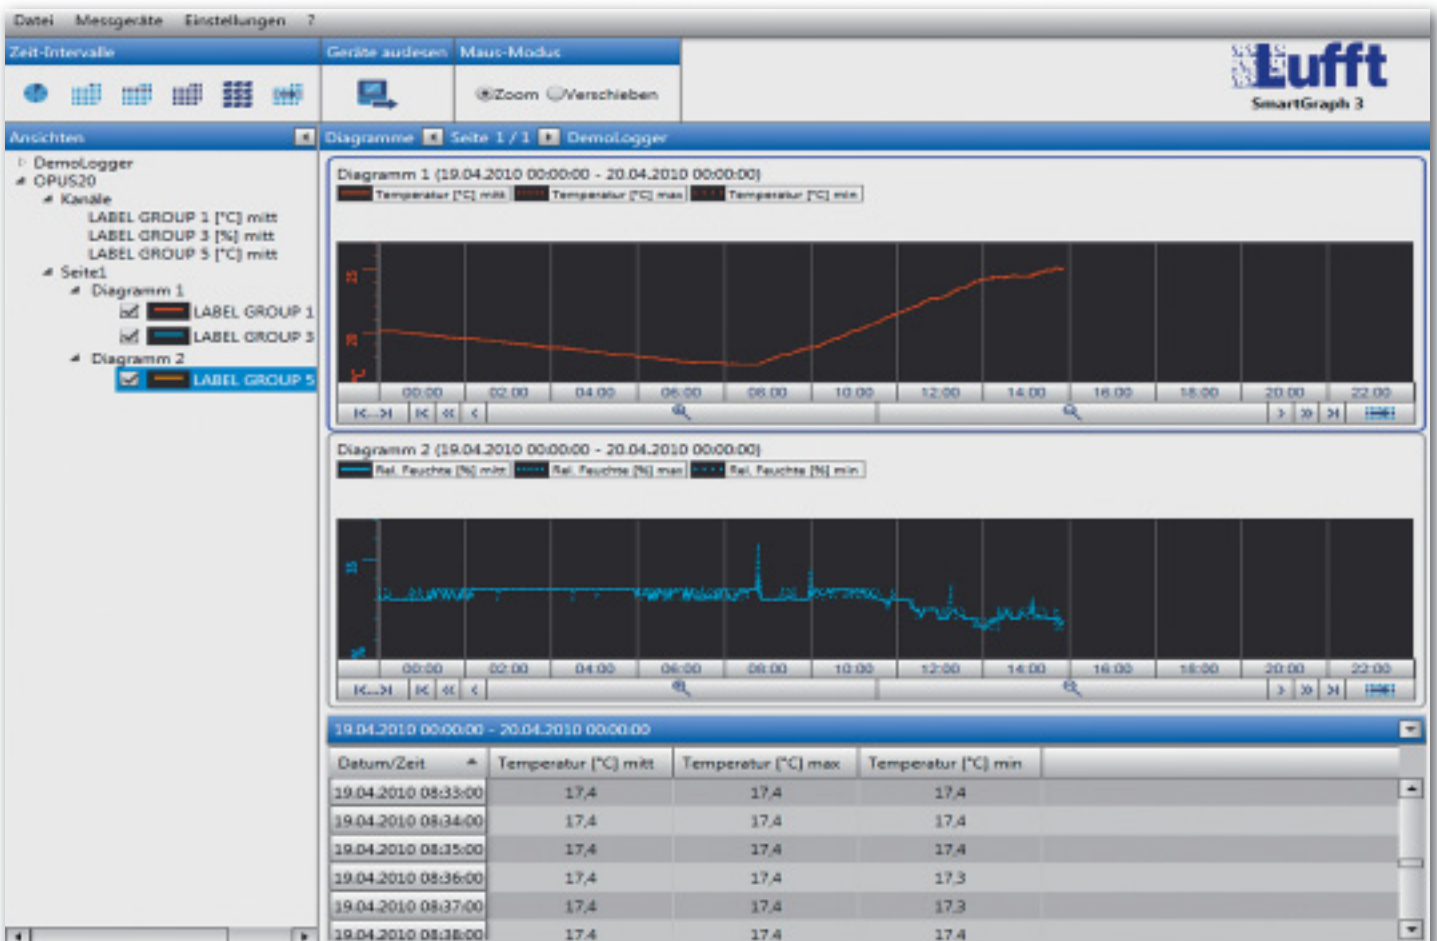 Datei Messgeräte Einstellungen ?
Zeit-Intervalle
Geräte auslesen
Maus-Modus
Zoom Verschieben
Lufft
SmartGraph 3
Ansichten
DemoLogger
OPUS20
Kanäle
LABEL GROUP 1 [°C] mitt
LABEL GROUP 3 [%] mitt
LABEL GROUP 5 [°C] mitt
Seite1
Diagramm 1
LABEL GROUP 1
LABEL GROUP 3
Diagramm 2
LABEL GROUP 5
Diagramme Seite 1 / 1 DemoLogger
Diagramm 1 (19.04.2010 00:00:00 - 20.04.2010 00:00:00)
Temperatur [°C] mitt Temperatur [°C] max Temperatur [°C] min
25
20
°C
00:00 02:00 04:00 06:00 08:00 10:00 12:00 14:00 16:00 18:00 20:00 22:00
Diagramm 2 (19.04.2010 00:00:00 - 20.04.2010 00:00:00)
Rel. Feuchte [%] mitt Rel. Feuchte [%] max Rel. Feuchte [%] min
%
00:00 02:00 04:00 06:00 08:00 10:00 12:00 14:00 16:00 18:00 20:00 22:00
19.04.2010 00:00:00 - 20.04.2010 00:00:00
Datum/Zeit Temperatur [°C] mitt Temperatur [°C] max Temperatur [°C] min
19.04.2010 08:33:00 17,4 17,4 17,4
19.04.2010 08:34:00 17,4 17,4 17,4
19.04.2010 08:35:00 17,4 17,4 17,4
19.04.2010 08:36:00 17,4 17,4 17,3
19.04.2010 08:37:00 17,4 17,4 17,3
19.04.2010 08:38:00 17,4 17,4 17,4